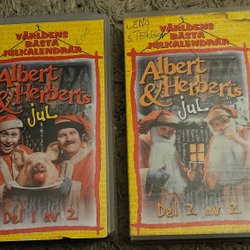 VÄRLDENS
BÄSTA
JULKALENDRAR
Albert
& Herberts
jul
Del 1 av 2
LENA
VÄRLDENS
BÄSTA
JULKALENDRAR
Albert
& Herberts
jul
Del 2 av 2